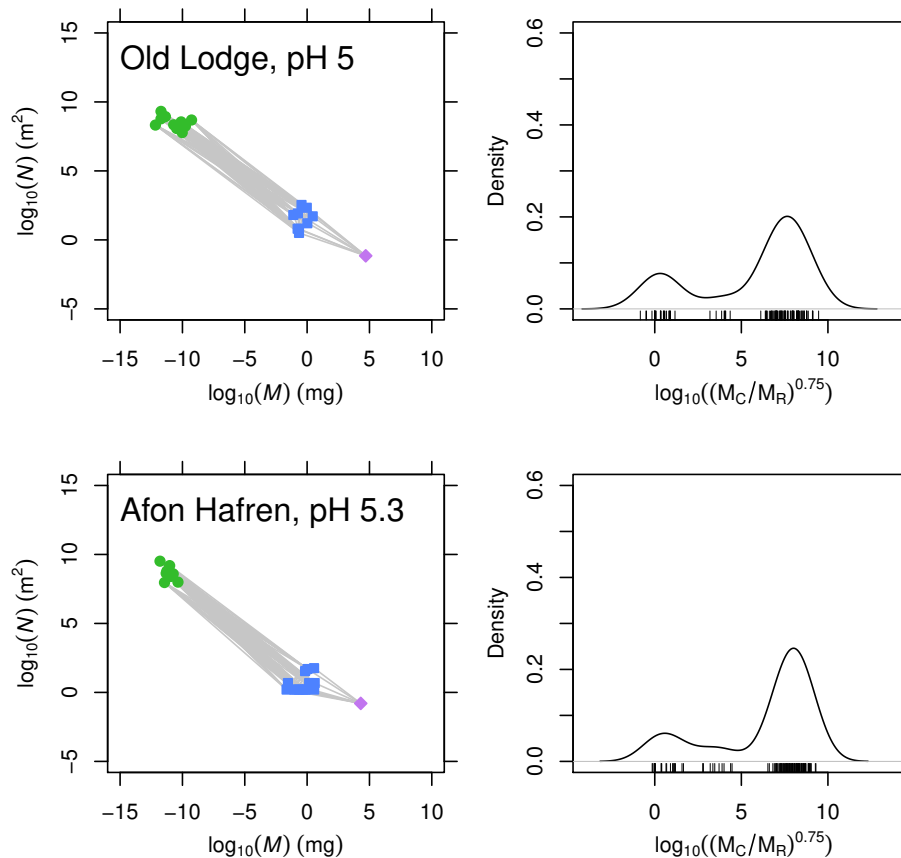 15
10
5
0
−5
log10(N) (m2)
Old Lodge, pH 5
−15 −10 −5 0 5 10
log10(M) (mg)
0.6
0.4
0.2
0.0
Density
0 5 10
log10((MC/MR)0.75)
15
10
5
0
−5
log10(N) (m2)
Afon Hafren, pH 5.3
−15 −10 −5 0 5 10
log10(M) (mg)
0.6
0.4
0.2
0.0
Density
0 5 10
log10((MC/MR)0.75)